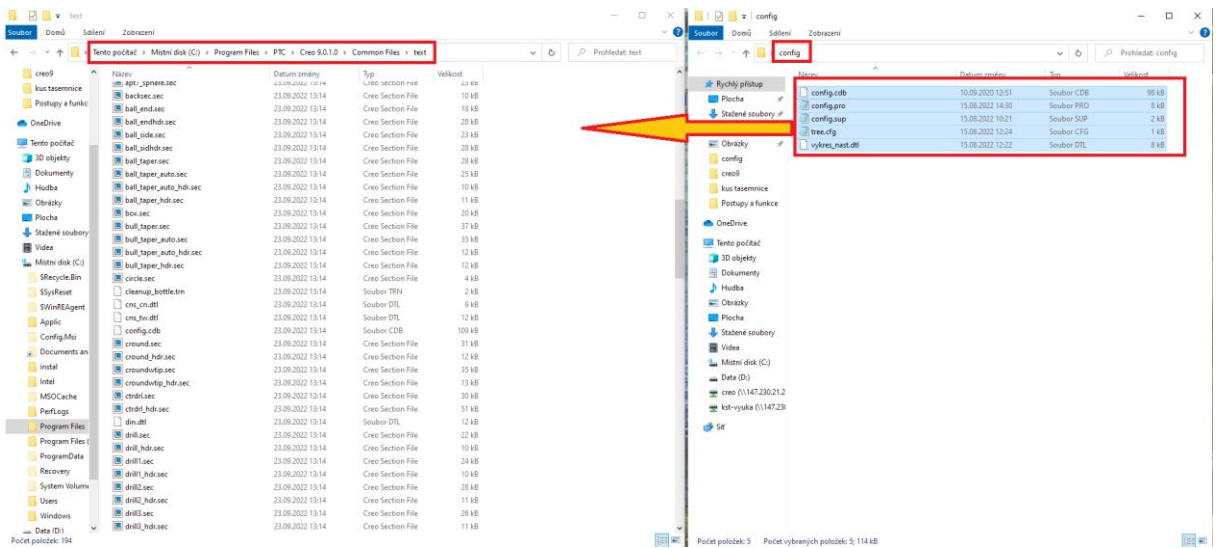 text
Soubor Domů Sdílení Zobrazení
Tento počítač › Místní disk (C:) › Program Files › PTC › Creo 9.0.1.0 › Common Files › text
Prohledat: text
creo9
kus tasemnice
Postupy a funkc
OneDrive
Tento počítač
3D objekty
Dokumenty
Hudba
Obrázky
Plocha
Stažené soubory
Videa
Místní disk (C:)
$Recycle.Bin
$SysReset
$WinREAgent
Applic
Config.Msi
Documents an
instal
Intel
MSOCache
PerfLogs
Program Files
Program Files (
ProgramData
Recovery
System Volume
Users
Windows
Data (D:)
Název Datum změny Typ Velikost
apt7_sphere.sec 23.09.2022 13:14 Creo Section File 23 kB
backsec.sec 23.09.2022 13:14 Creo Section File 10 kB
ball_end.sec 23.09.2022 13:14 Creo Section File 18 kB
ball_endhdr.sec 23.09.2022 13:14 Creo Section File 28 kB
ball_side.sec 23.09.2022 13:14 Creo Section File 23 kB
ball_sidhdr.sec 23.09.2022 13:14 Creo Section File 28 kB
ball_taper.sec 23.09.2022 13:14 Creo Section File 28 kB
ball_taper_auto.sec 23.09.2022 13:14 Creo Section File 25 kB
ball_taper_auto_hdr.sec 23.09.2022 13:14 Creo Section File 10 kB
ball_taper_hdr.sec 23.09.2022 13:14 Creo Section File 11 kB
box.sec 23.09.2022 13:14 Creo Section File 20 kB
bull_taper.sec 23.09.2022 13:14 Creo Section File 37 kB
bull_taper_auto.sec 23.09.2022 13:14 Creo Section File 35 kB
bull_taper_auto_hdr.sec 23.09.2022 13:14 Creo Section File 12 kB
bull_taper_hdr.sec 23.09.2022 13:14 Creo Section File 12 kB
circle.sec 23.09.2022 13:14 Creo Section File 4 kB
cleanup_bottle.trn 23.09.2022 13:14 Soubor TRN 2 kB
cns_cn.dtl 23.09.2022 13:14 Soubor DTL 9 kB
cns_tw.dtl 23.09.2022 13:14 Soubor DTL 12 kB
config.cdb 23.09.2022 13:14 Soubor CDB 109 kB
cround.sec 23.09.2022 13:14 Creo Section File 31 kB
cround_hdr.sec 23.09.2022 13:14 Creo Section File 12 kB
croundwtip.sec 23.09.2022 13:14 Creo Section File 35 kB
croundwtip_hdr.sec 23.09.2022 13:14 Creo Section File 13 kB
ctrdrl.sec 23.09.2022 13:14 Creo Section File 30 kB
ctrdrl_hdr.sec 23.09.2022 13:14 Creo Section File 51 kB
din.dtl 23.09.2022 13:14 Soubor DTL 12 kB
drill.sec 23.09.2022 13:14 Creo Section File 22 kB
drill_hdr.sec 23.09.2022 13:14 Creo Section File 10 kB
drill1.sec 23.09.2022 13:14 Creo Section File 24 kB
drill1_hdr.sec 23.09.2022 13:14 Creo Section File 10 kB
drill2.sec 23.09.2022 13:14 Creo Section File 28 kB
drill2_hdr.sec 23.09.2022 13:14 Creo Section File 11 kB
drill3.sec 23.09.2022 13:14 Creo Section File 26 kB
drill3_hdr.sec 23.09.2022 13:14 Creo Section File 11 kB
Počet položek: 194
config
Soubor Domů Sdílení Zobrazení
config
Prohledat: config
Rychlý přístup
Plocha
Stažené soubory
Obrázky
config
creo9
kus tasemnice
Postupy a funkce
OneDrive
Tento počítač
3D objekty
Dokumenty
Hudba
Obrázky
Plocha
Stažené soubory
Videa
Místní disk (C:)
Data (D:)
creo (\\147.230.21.2
kst-vyuka (\\147.23
Síť
Název Datum změny Typ Velikost
config.cdb 10.09.2020 12:51 Soubor CDB 98 kB
config.pro 15.08.2022 14:30 Soubor PRO 8 kB
config.sup 15.08.2022 10:21 Soubor SUP 2 kB
tree.cfg 15.08.2022 12:24 Soubor CFG 1 kB
vykres_nast.dtl 15.08.2022 12:22 Soubor DTL 8 kB
Počet položek: 5 Počet vybraných položek: 5; 114 kB